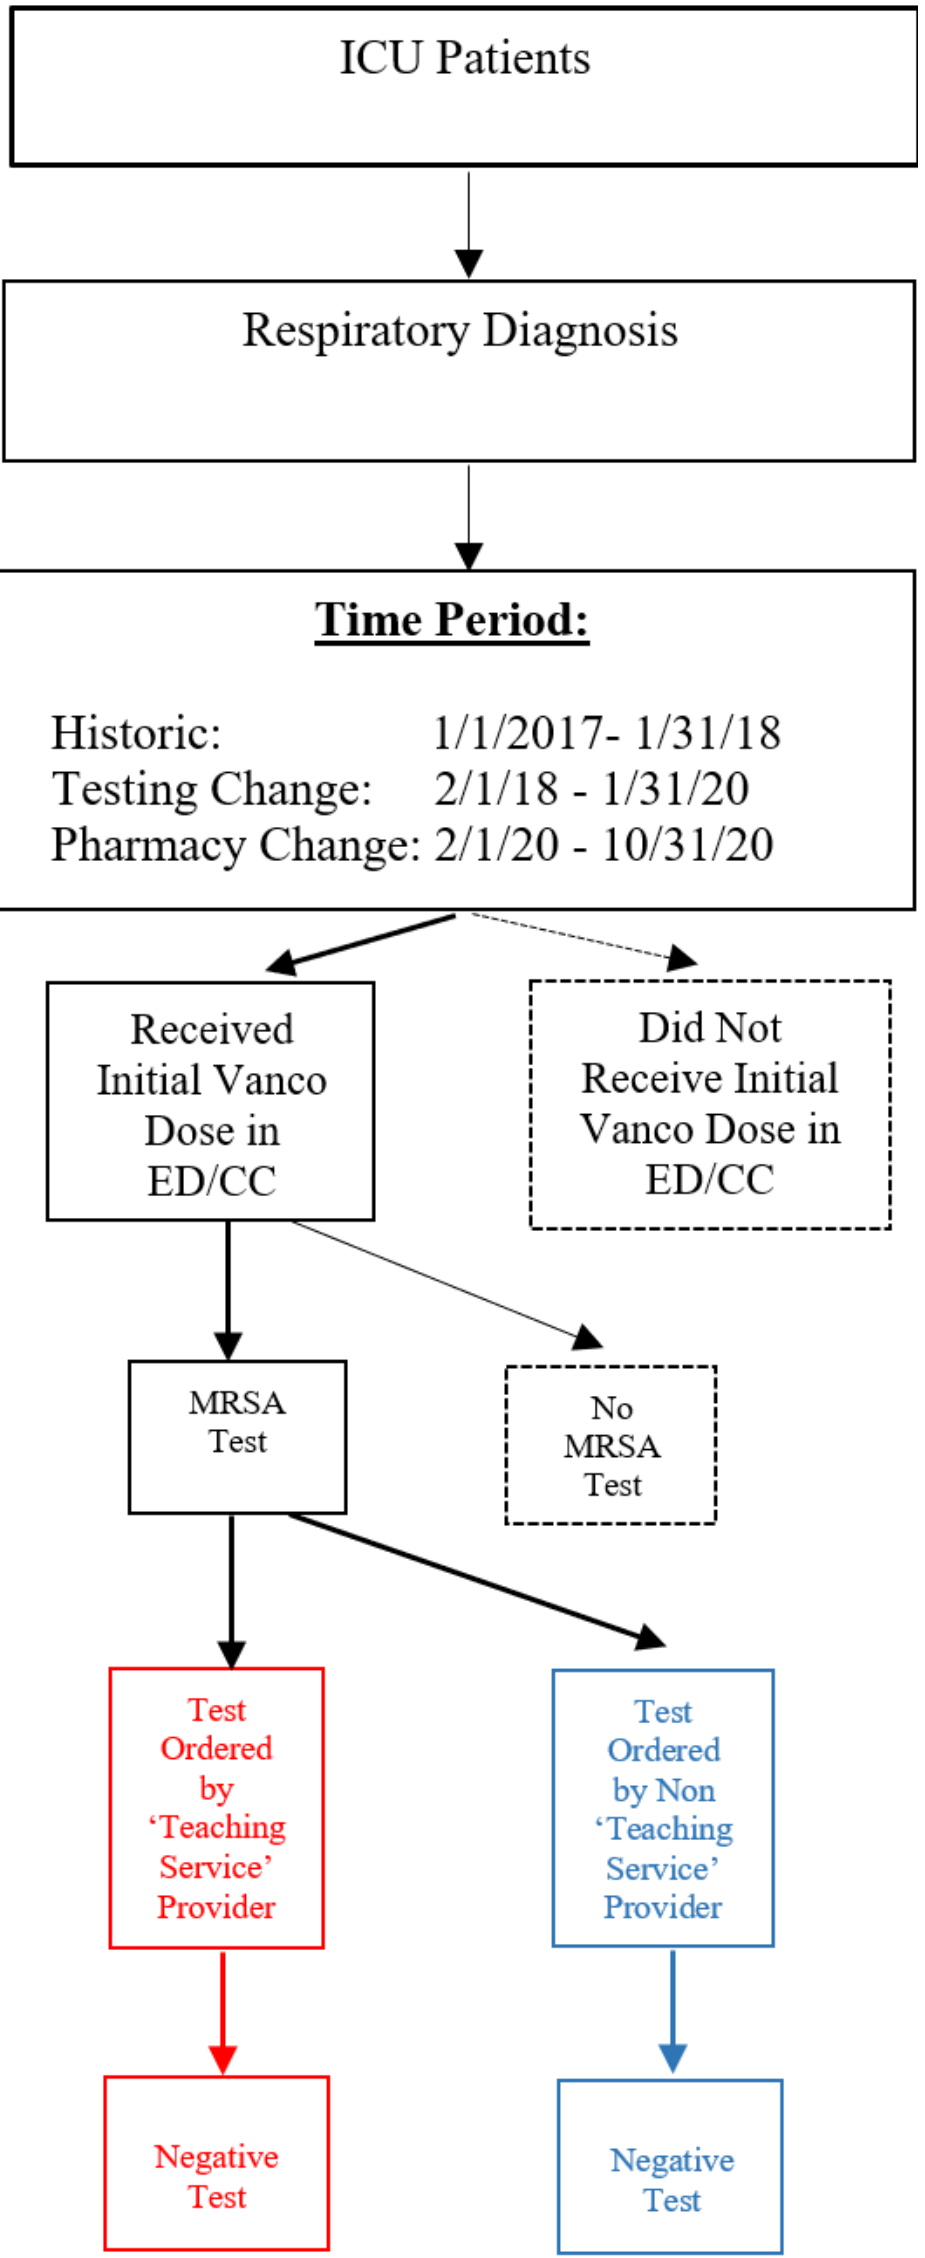 ICU Patients
Respiratory Diagnosis
Time Period:
Historic: 1/1/2017- 1/31/18
Testing Change: 2/1/18 - 1/31/20
Pharmacy Change: 2/1/20 - 10/31/20
Received
Initial Vanco
Dose in
ED/CC
Did Not
Receive Initial
Vanco Dose in
ED/CC
MRSA
Test
No
MRSA
Test
Test
Ordered
by
‘Teaching
Service’
Provider
Test
Ordered
by Non
‘Teaching
Service’
Provider
Negative
Test
Negative
Test